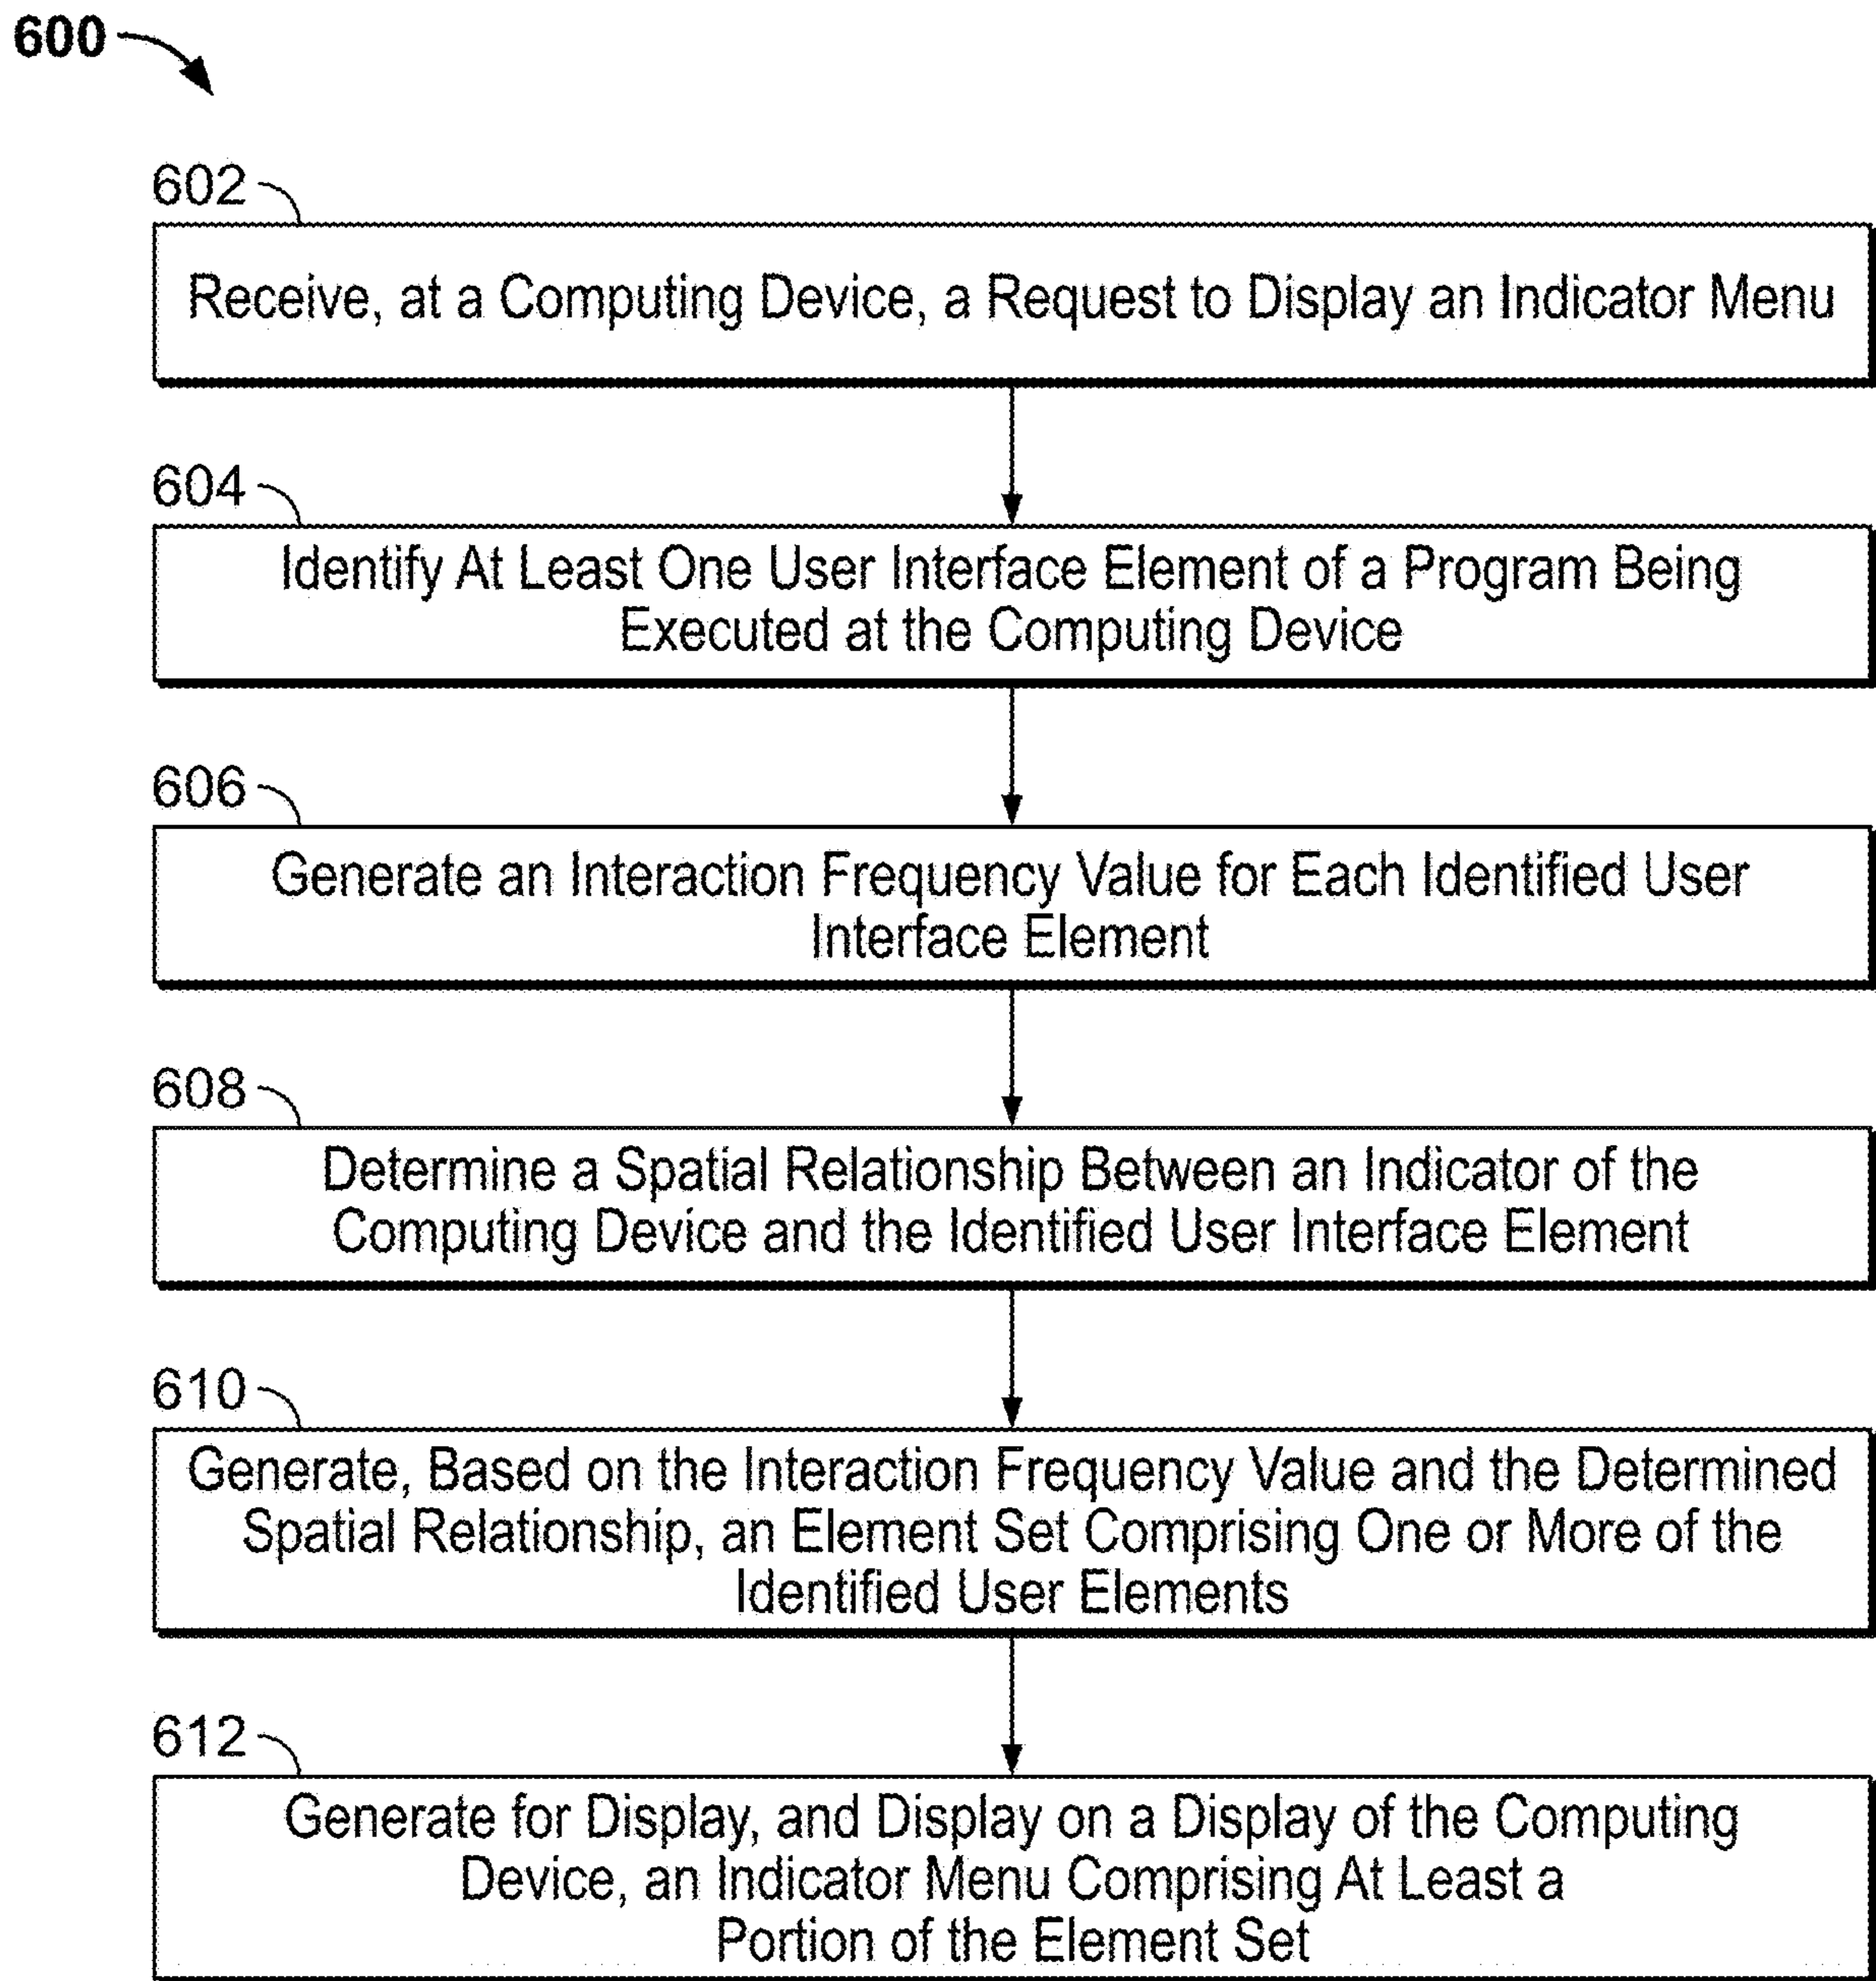 600
602
Receive, at a Computing Device, a Request to Display an Indicator Menu
604
Identify At Least One User Interface Element of a Program Being
Executed at the Computing Device
606
Generate an Interaction Frequency Value for Each Identified User
Interface Element
608
Determine a Spatial Relationship Between an Indicator of the
Computing Device and the Identified User Interface Element
610
Generate, Based on the Interaction Frequency Value and the Determined
Spatial Relationship, an Element Set Comprising One or More of the
Identified User Elements
612
Generate for Display, and Display on a Display of the Computing
Device, an Indicator Menu Comprising At Least a
Portion of the Element Set